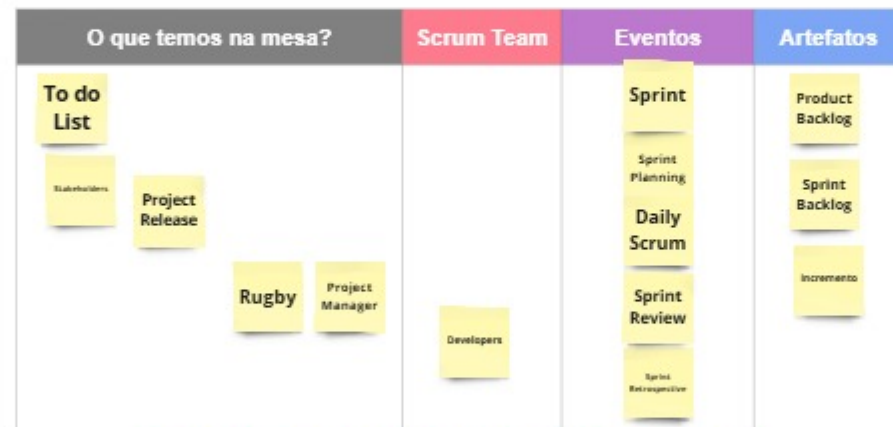 O que temos na mesa?
Scrum Team
Eventos
Artefatos
To do
List
Stakeholders
Project
Release
Rugby
Project
Manager
Developers
Sprint
Sprint
Planning
Daily
Scrum
Sprint
Review
Sprint
Retrospective
Product
Backlog
Sprint
Backlog
Incremento